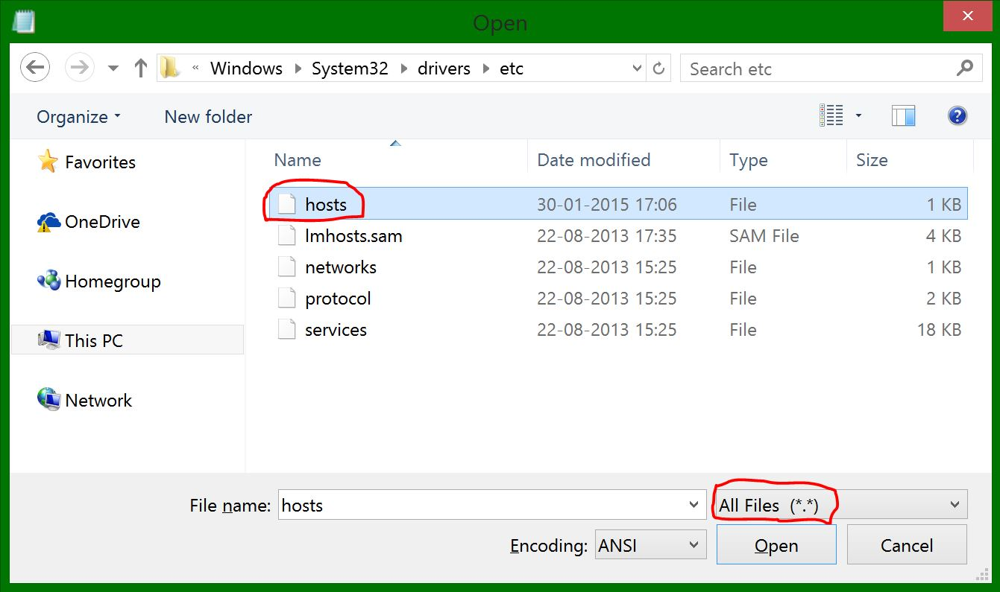 Open
« Windows System32 drivers etc Search etc
Organize New folder
Name Date modified Type Size
Favorites
OneDrive
Homegroup
This PC
Network
hosts 30-01-2015 17:06 File 1 KB
lmhosts.sam 22-08-2013 17:35 SAM File 4 KB
networks 22-08-2013 15:25 File 1 KB
protocol 22-08-2013 15:25 File 2 KB
services 22-08-2013 15:25 File 18 KB
File name: hosts All Files (*.*)
Encoding: ANSI Open Cancel